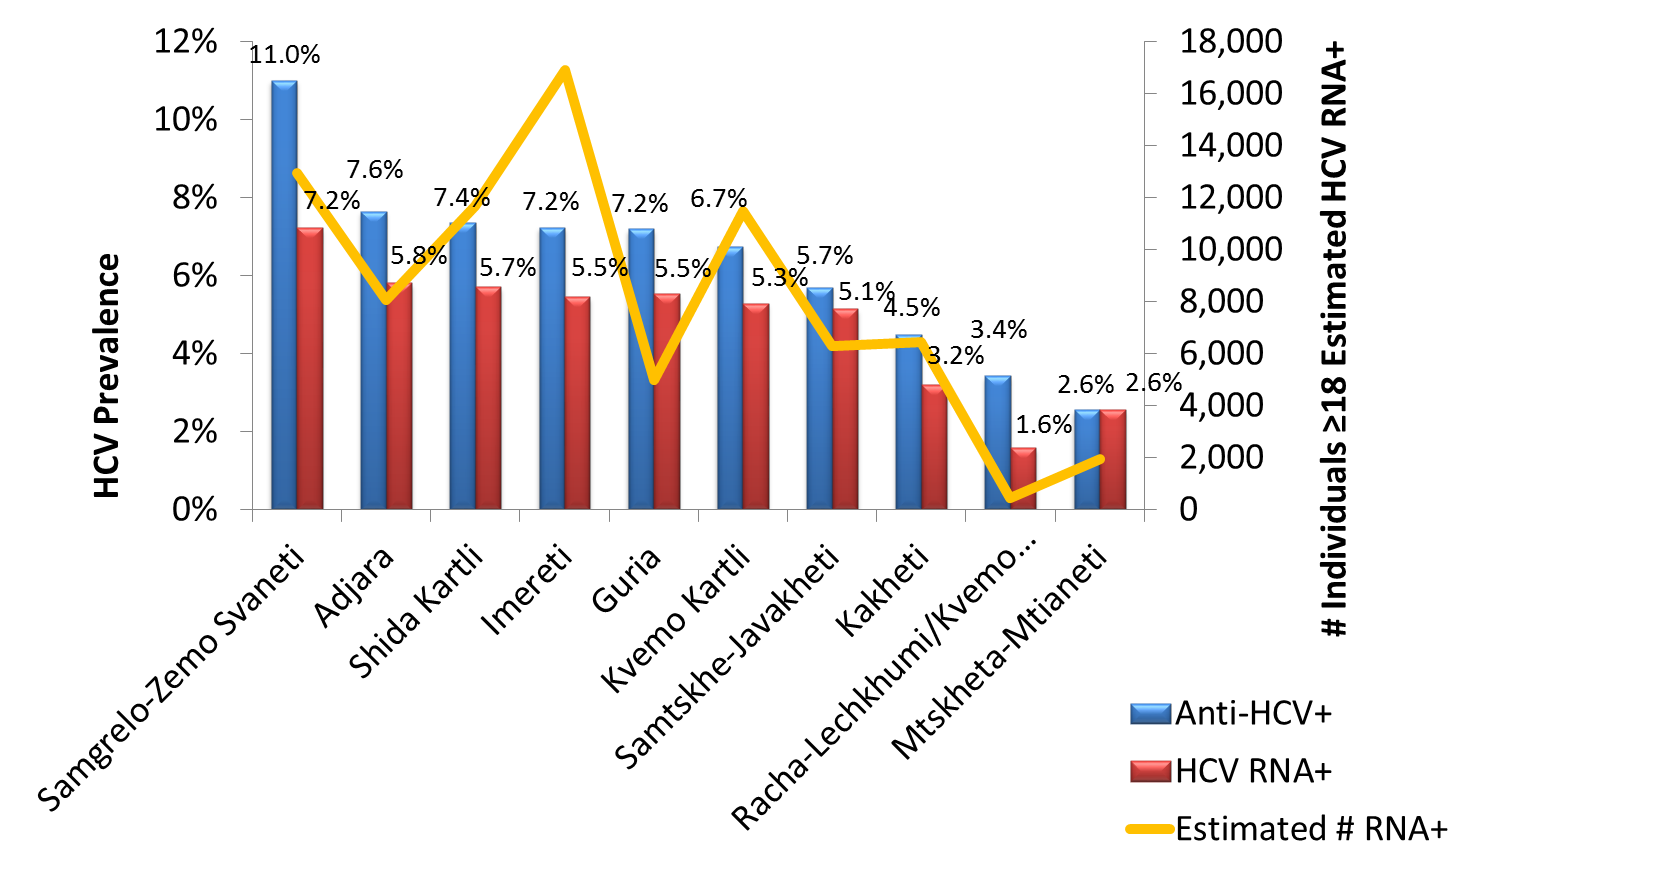 HCV Prevalence
12%
10%
8%
6%
4%
2%
0%
11.0%
7.2%
7.6%
5.8%
7.4%
5.7%
7.2%
5.5%
7.2%
5.5%
6.7%
5.3%
5.7%
5.1%
4.5%
3.2%
3.4%
1.6%
2.6%
2.6%
18,000
16,000
14,000
12,000
10,000
8,000
6,000
4,000
2,000
0
# Individuals ≥18 Estimated HCV RNA+
Samgrelo-Zemo Svaneti
Adjara
Shida Kartli
Imereti
Guria
Kvemo Kartli
Samtskhe-Javakheti
Kakheti
Racha-Lechkhumi/Kvemo...
Mtskheta-Mtianeti
Anti-HCV+
HCV RNA+
Estimated # RNA+